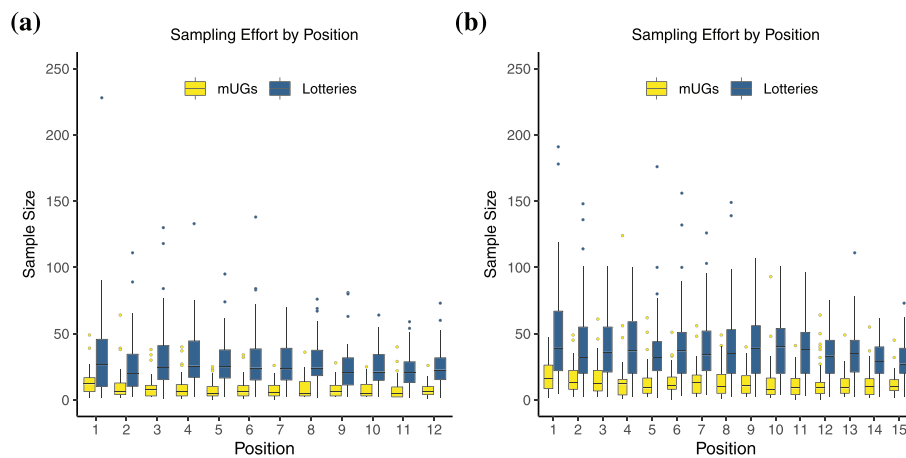 (a)
Sampling Effort by Position
mUGs Lotteries
250
200
150
100
50
0
Sample Size
1 2 3 4 5 6 7 8 9 10 11 12
Position
(b)
Sampling Effort by Position
mUGs Lotteries
250
200
150
100
50
0
Sample Size
1 2 3 4 5 6 7 8 9 10 11 12 13 14 15
Position